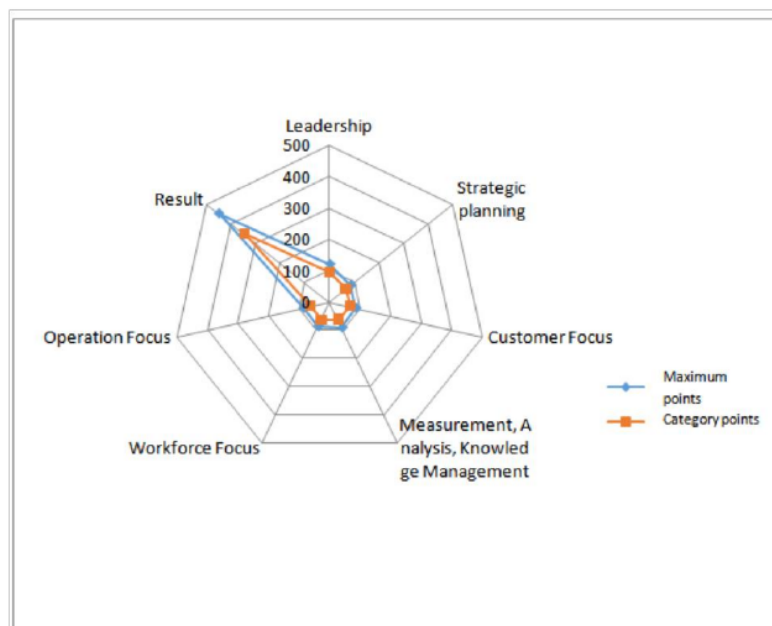 Leadership
500
400
300
200
100
0
Strategic
planning
Customer Focus
Measurement, A
nalysis, Knowled
ge Management
Workforce Focus
Operation Focus
Result
Maximum
points
Category points